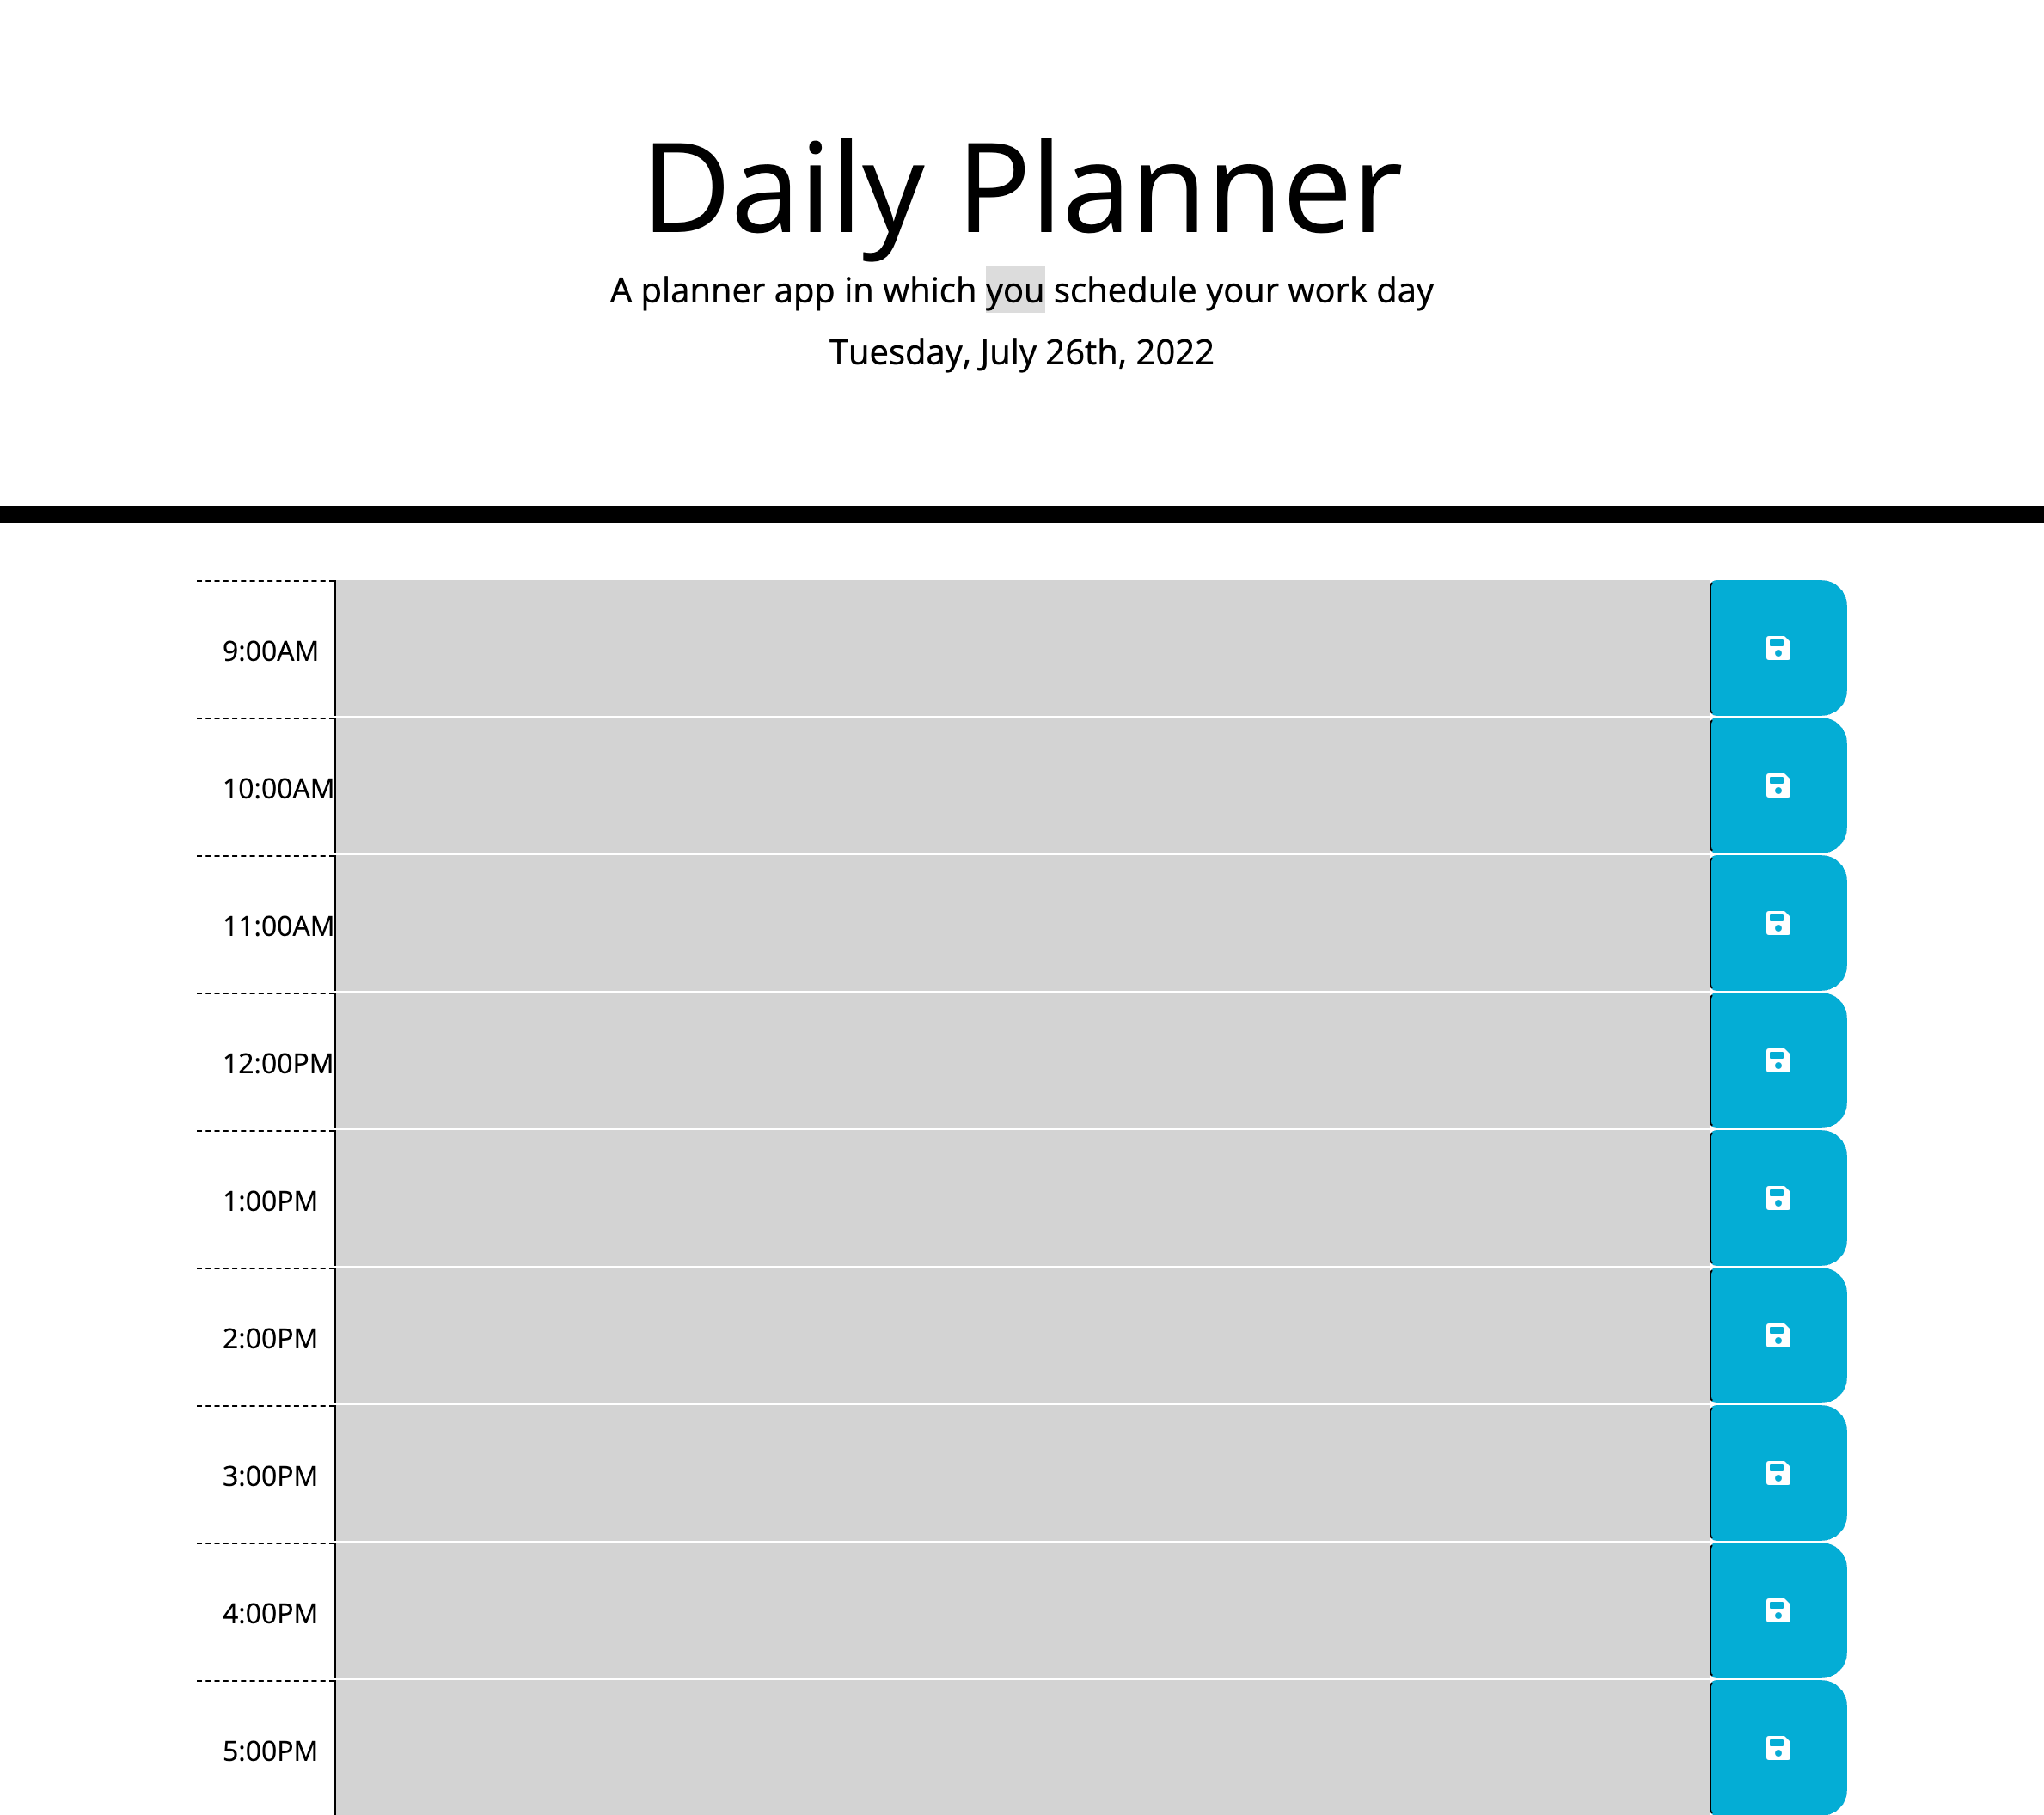 Daily Planner
A planner app in which you schedule your work day
Tuesday, July 26th, 2022
9:00AM
10:00AM
11:00AM
12:00PM
1:00PM
2:00PM
3:00PM
4:00PM
5:00PM